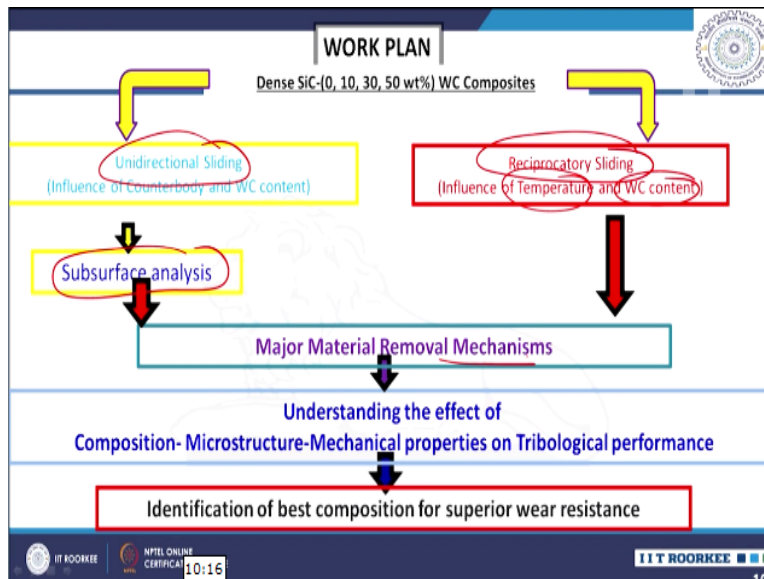 WORK PLAN
Dense SiC-(0, 10, 30, 50 wt%) WC Composites
Unidirectional Sliding
(Influence of Counterbody and WC content)
Reciprocatory Sliding
(Influence of Temperature and WC content)
Subsurface analysis
Major Material Removal Mechanisms
Understanding the effect of
Composition- Microstructure-Mechanical properties on Tribological performance
Identification of best composition for superior wear resistance
IIT ROORKEE
NPTEL ONLINE
10:16
IIT ROORKEE